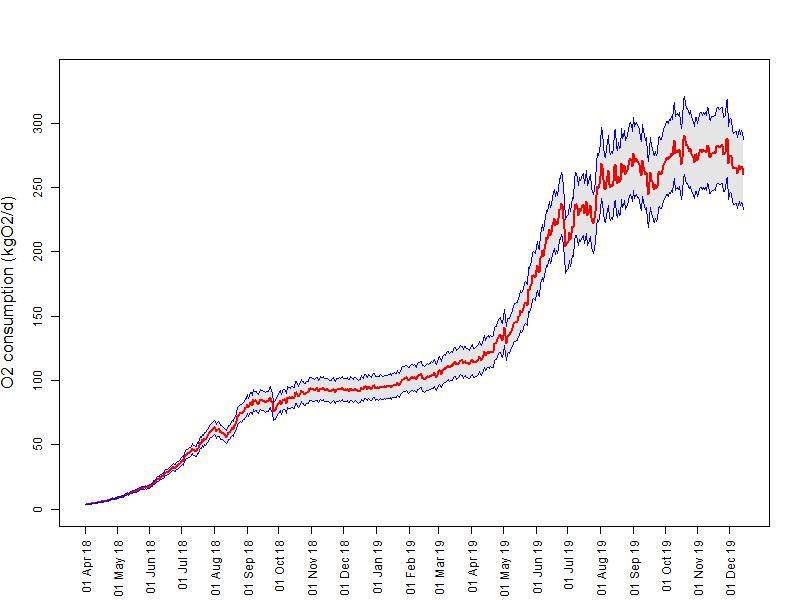 O2 consumption (kgO2/d)
300
250
200
150
100
50
0
01 Apr 18
01 May 18
01 Jun 18
01 Jul 18
01 Aug 18
01 Sep 18
01 Oct 18
01 Nov 18
01 Dec 18
01 Jan 19
01 Feb 19
01 Mar 19
01 Apr 19
01 May 19
01 Jun 19
01 Jul 19
01 Aug 19
01 Sep 19
01 Oct 19
01 Nov 19
01 Dec 19